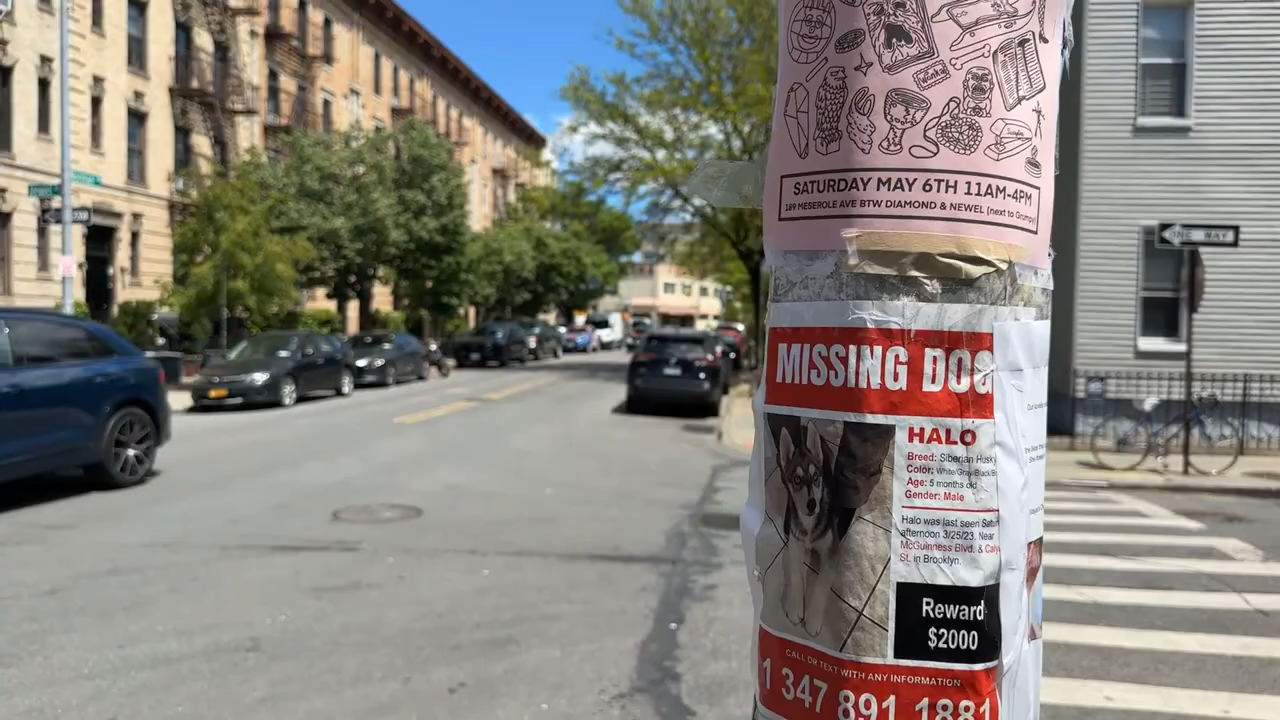 Wonka
SATURDAY MAY 6TH 11AM-4PM
189 MESEROLE AVE BTW DIAMOND & NEWEL (next to Grumpy)
ONE WAY
MISSING DOG
HALO
Breed: Siberian Husky
Color: White/Gray/Black/B
Age: 5 months old
Gender: Male
Halo was last seen Satur
afternoon 3/25/23. Near
McGuinness Blvd. & Caly
St. in Brooklyn.
Reward
$2000
CALL OR TEXT WITH ANY INFORMATION
1 347 891 1881